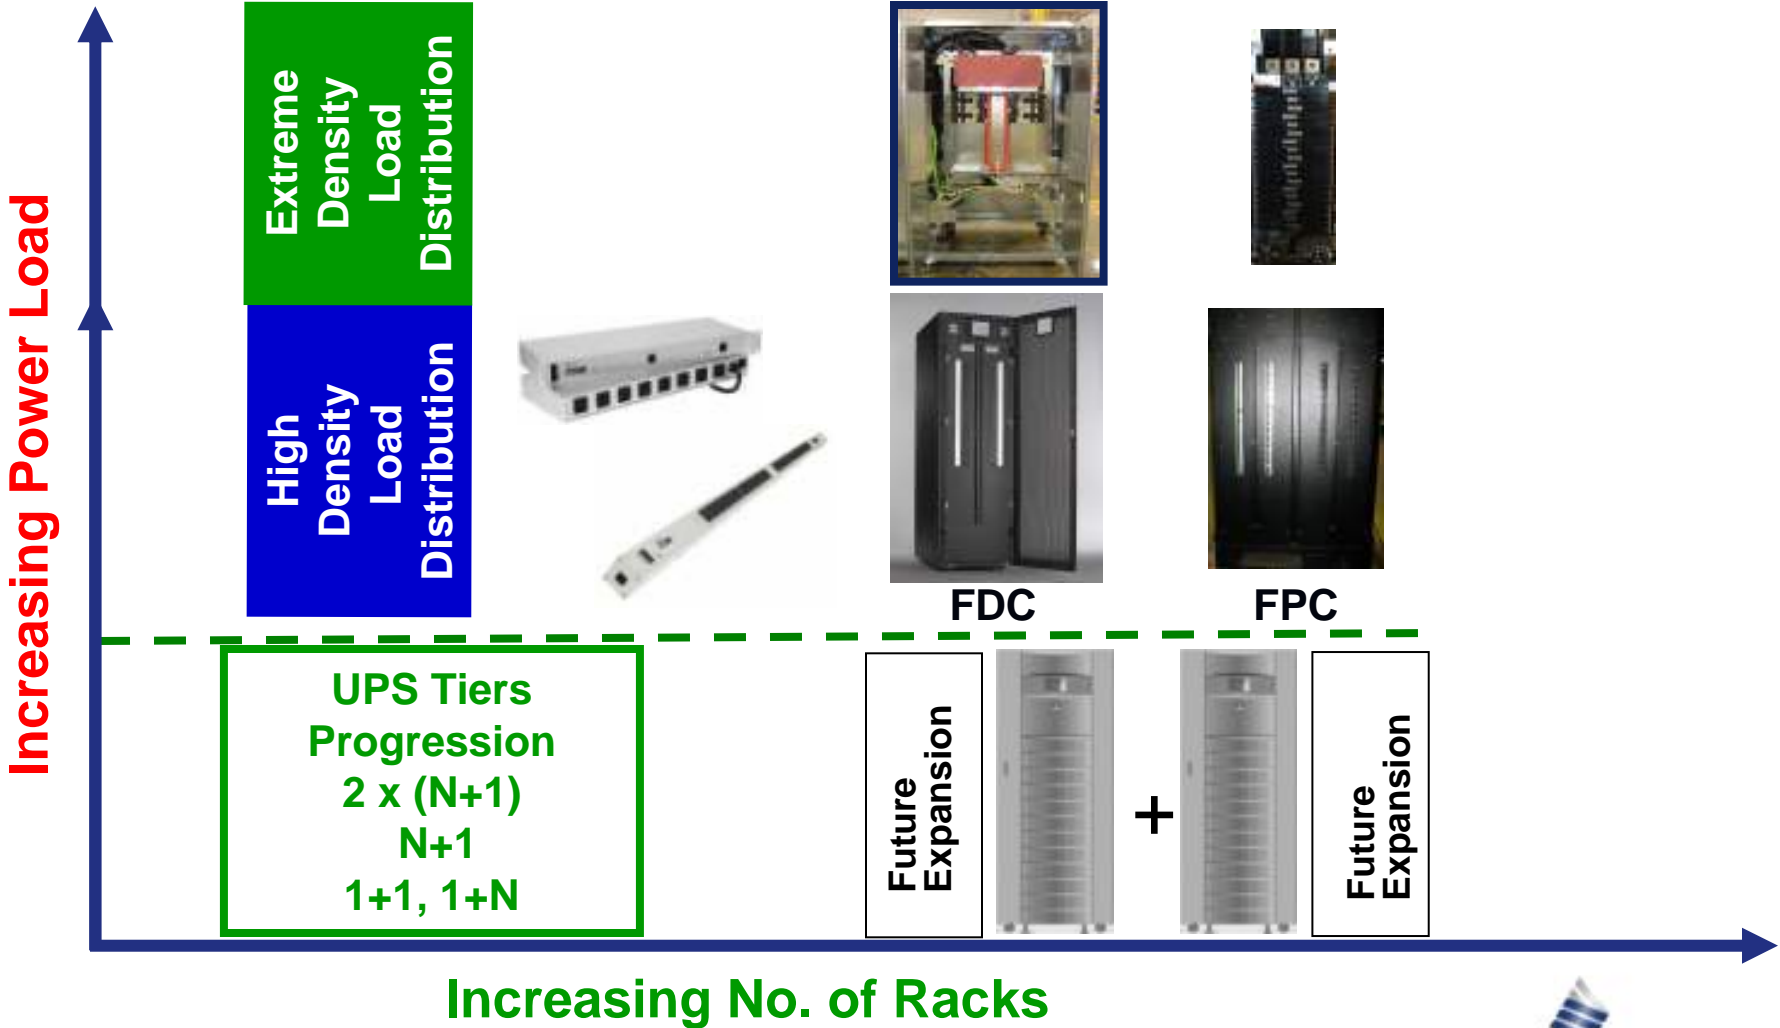 Increasing Power Load
Extreme
Density
Load
Distribution
High
Density
Load
Distribution
FDC
FPC
UPS Tiers
Progression
2 x (N+1)
N+1
1+1, 1+N
Future
Expansion
+
Future
Expansion
Increasing No. of Racks